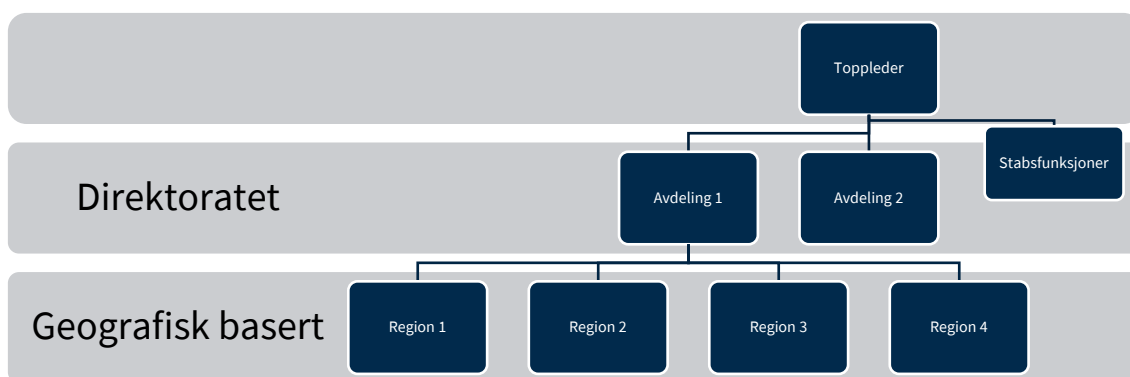 Toppleder
Stabsfunksjoner
Direktoratet
Avdeling 1
Avdeling 2
Geografisk basert
Region 1
Region 2
Region 3
Region 4